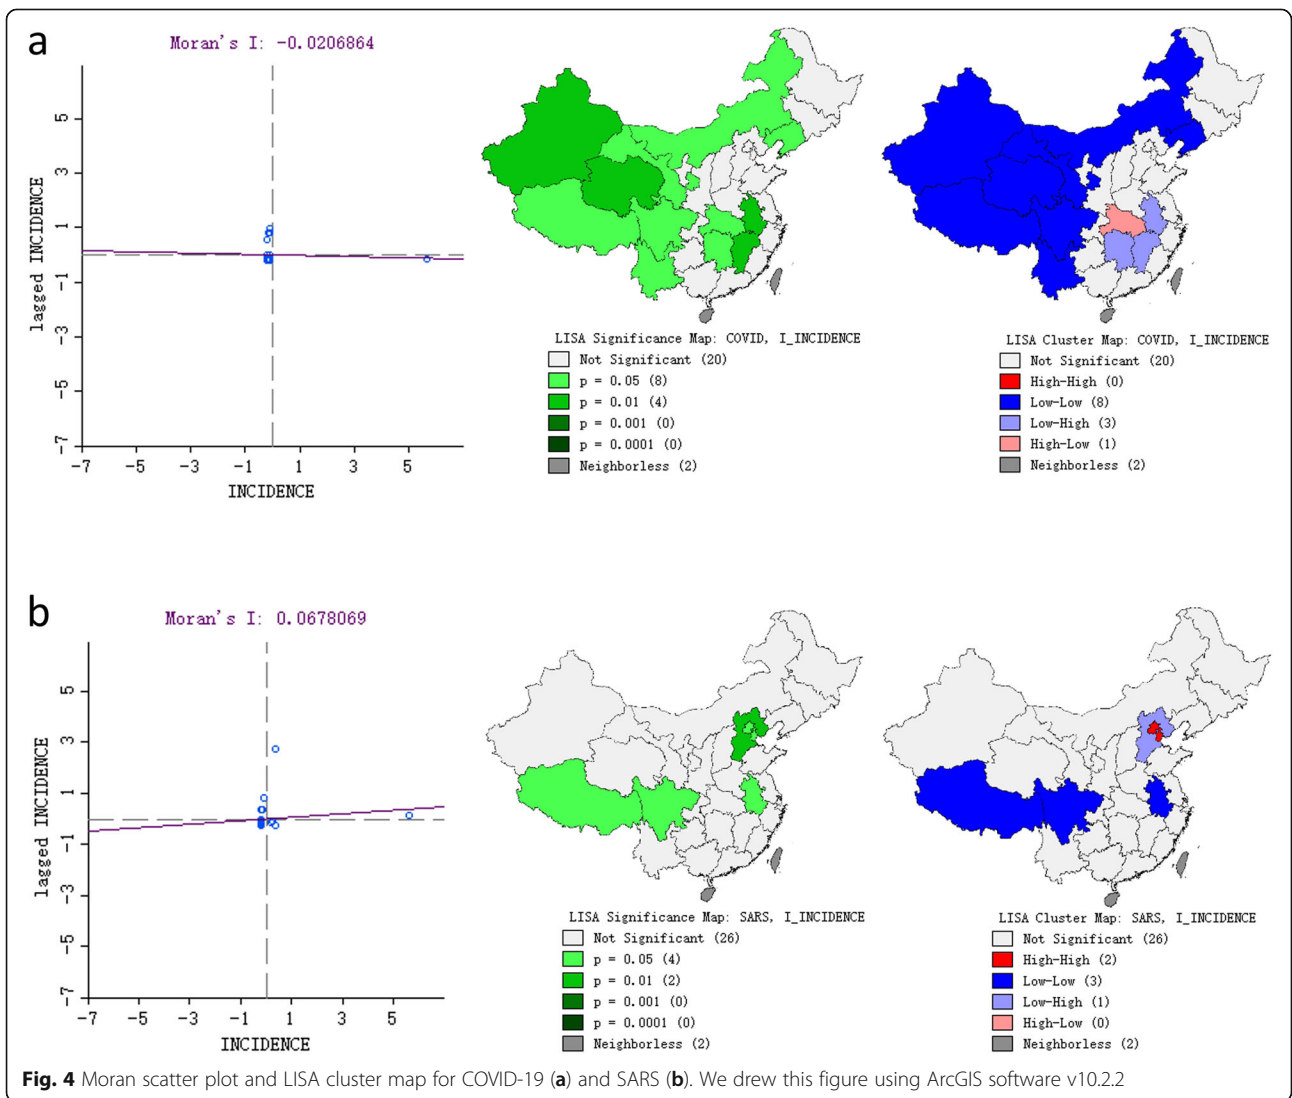 a
Moran's I: -0.0206864
5
3
1
-1
-3
-5
-7
lagged INCIDENCE
-7 -5 -3 -1 1 3 5
INCIDENCE
LISA Significance Map: COVID, I_INCIDENCE
Not Significant (20)
p = 0.05 (8)
p = 0.01 (4)
p = 0.001 (0)
p = 0.0001 (0)
Neighborless (2)
LISA Cluster Map: COVID, I_INCIDENCE
Not Significant (20)
High-High (0)
Low-Low (8)
Low-High (3)
High-Low (1)
Neighborless (2)
b
Moran's I: 0.0678069
5
3
1
-1
-3
-5
-7
lagged INCIDENCE
-7 -5 -3 -1 1 3 5
INCIDENCE
LISA Significance Map: SARS, I_INCIDENCE
Not Significant (26)
p = 0.05 (4)
p = 0.01 (2)
p = 0.001 (0)
p = 0.0001 (0)
Neighborless (2)
LISA Cluster Map: SARS, I_INCIDENCE
Not Significant (26)
High-High (2)
Low-Low (3)
Low-High (1)
High-Low (0)
Neighborless (2)
Fig. 4 Moran scatter plot and LISA cluster map for COVID-19 (a) and SARS (b). We drew this figure using ArcGIS software v10.2.2